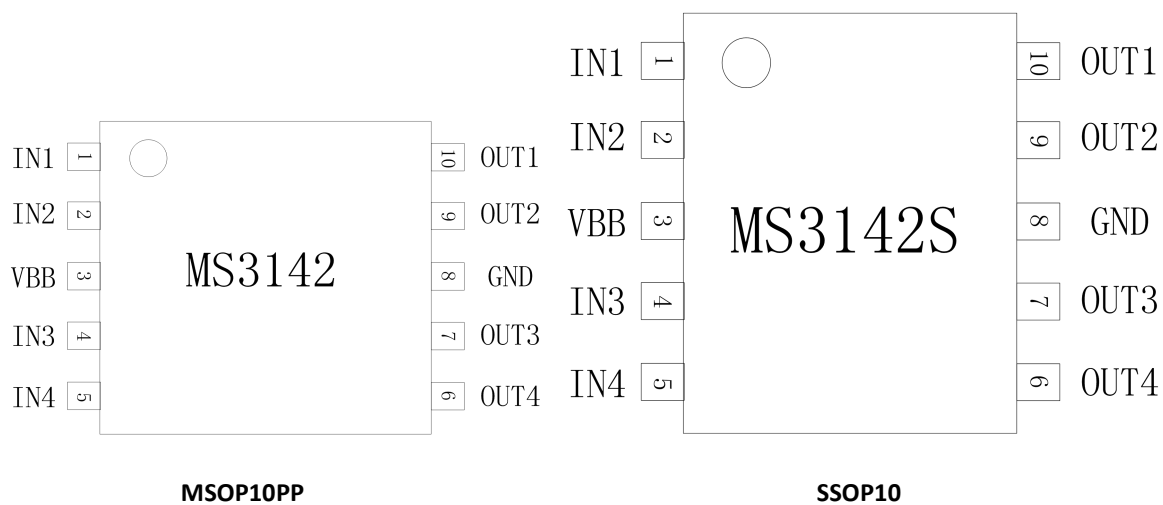 IN1 1 10 OUT1
IN2 2 9 OUT2
VBB 3 MS3142 8 GND
IN3 4 7 OUT3
IN4 5 6 OUT4
MSOP10PP
IN1 1 10 OUT1
IN2 2 9 OUT2
VBB 3 MS3142S 8 GND
IN3 4 7 OUT3
IN4 5 6 OUT4
SSOP10